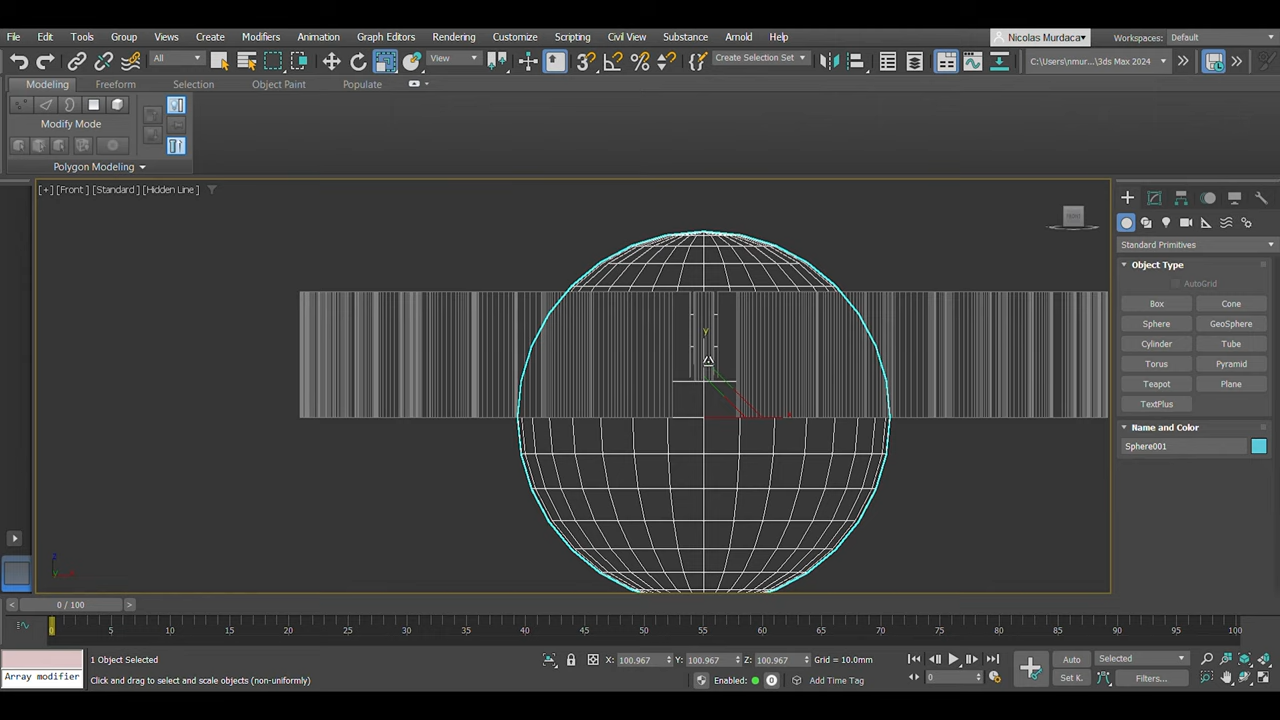 File Edit Tools Group Views Create Modifiers Animation Graph Editors Rendering Customize Scripting Civil View Substance Arnold Help Nicolas Murdaca Workspaces: Default
All View Create Selection Set C:\Users\nmur... 3ds Max 2024
Modeling Freeform Selection Object Paint Populate
Modify Mode
Polygon Modeling
[+] [Front ] [Standard ] [Hidden Line ]
Standard Primitives
Object Type
AutoGrid
Box Cone
Sphere GeoSphere
Cylinder Tube
Torus Pyramid
Teapot Plane
TextPlus
Name and Color
Sphere001
y
x
z
0 / 100
0 5 10 15 20 25 30 35 40 45 50 55 60 65 70 75 80 85 90 95 100
1 Object Selected X: 100.967 Y: 100.967 Z: 100.967 Grid = 10.0mm Auto Selected
Array modifier Click and drag to select and scale objects (non-uniformly) Enabled: 0 Add Time Tag 0 Set K. Filters...